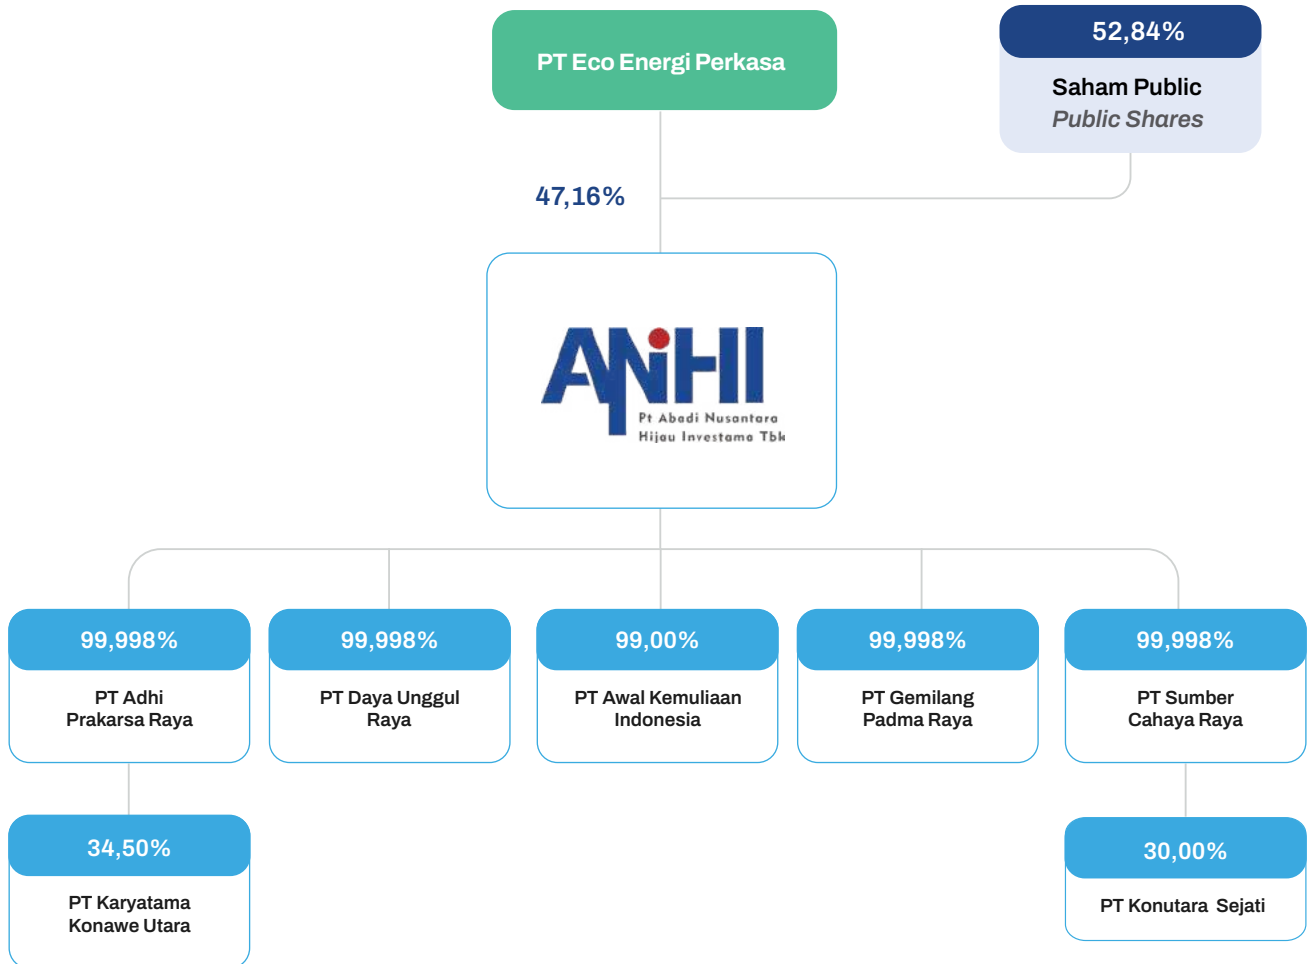 PT Eco Energi Perkasa
52,84%
Saham Public
Public Shares
47,16%
ANHI
Pt Abadi Nusantara
Hijau Investama Tbk
99,998%
PT Adhi
Prakarsa Raya
99,998%
PT Daya Unggul
Raya
99,00%
PT Awal Kemuliaan
Indonesia
99,998%
PT Gemilang
Padma Raya
99,998%
PT Sumber
Cahaya Raya
34,50%
PT Karyatama
Konawe Utara
30,00%
PT Konutara Sejati